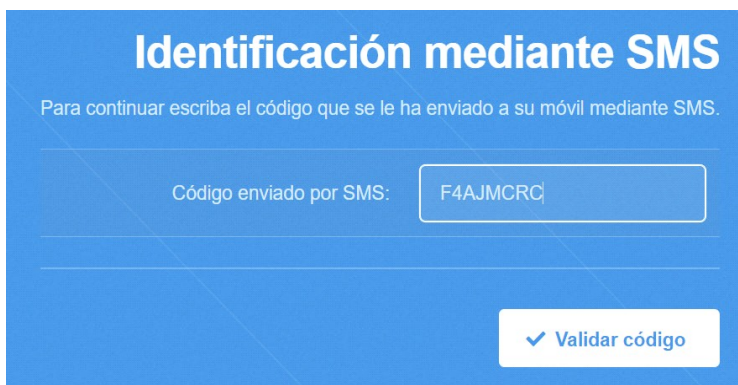 Identificación mediante SMS
Para continuar escriba el código que se le ha enviado a su móvil mediante SMS.
Código enviado por SMS: F4AJMCRC
Validar código